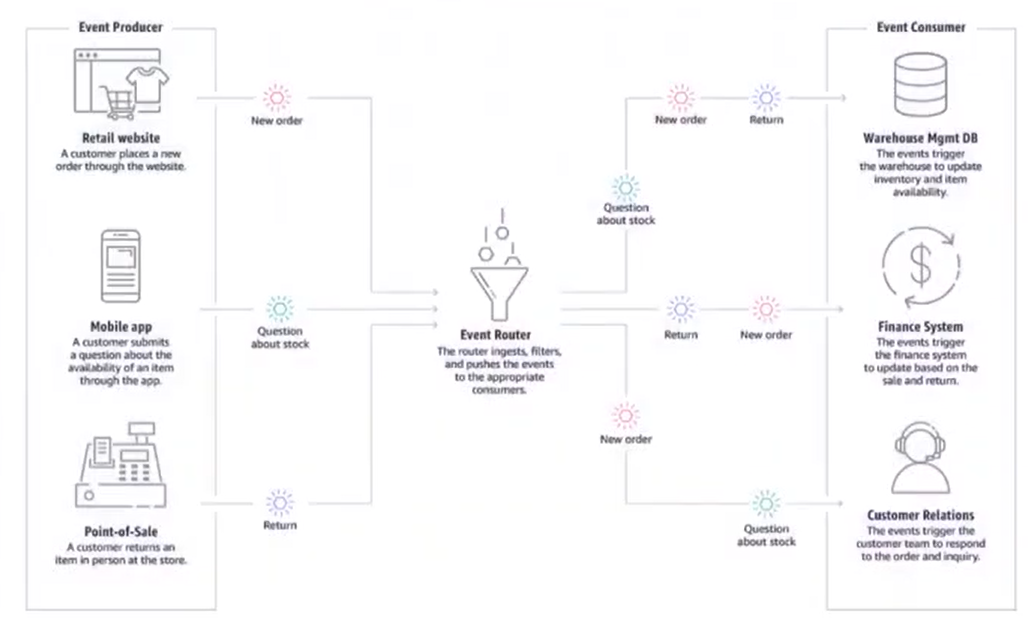 Event Producer
Retail website
A customer places a new
order through the website.
Mobile app
A customer submits
a question about the
availability of an item
through the app.
Point-of-Sale
A customer returns an
item in person at the store.
New order
Question
about stock
Return
Event Router
The router ingests, filters,
and pushes the events
to the appropriate
consumers.
New order
Return
Question
about stock
Return
New order
New order
Question
about stock
Event Consumer
Warehouse Mgmt DB
The events trigger
the warehouse to update
inventory and item
availability.
Finance System
The events trigger
the finance system
to update based on the
sale and return.
Customer Relations
The events trigger the
customer team to respond
to the order and inquiry.